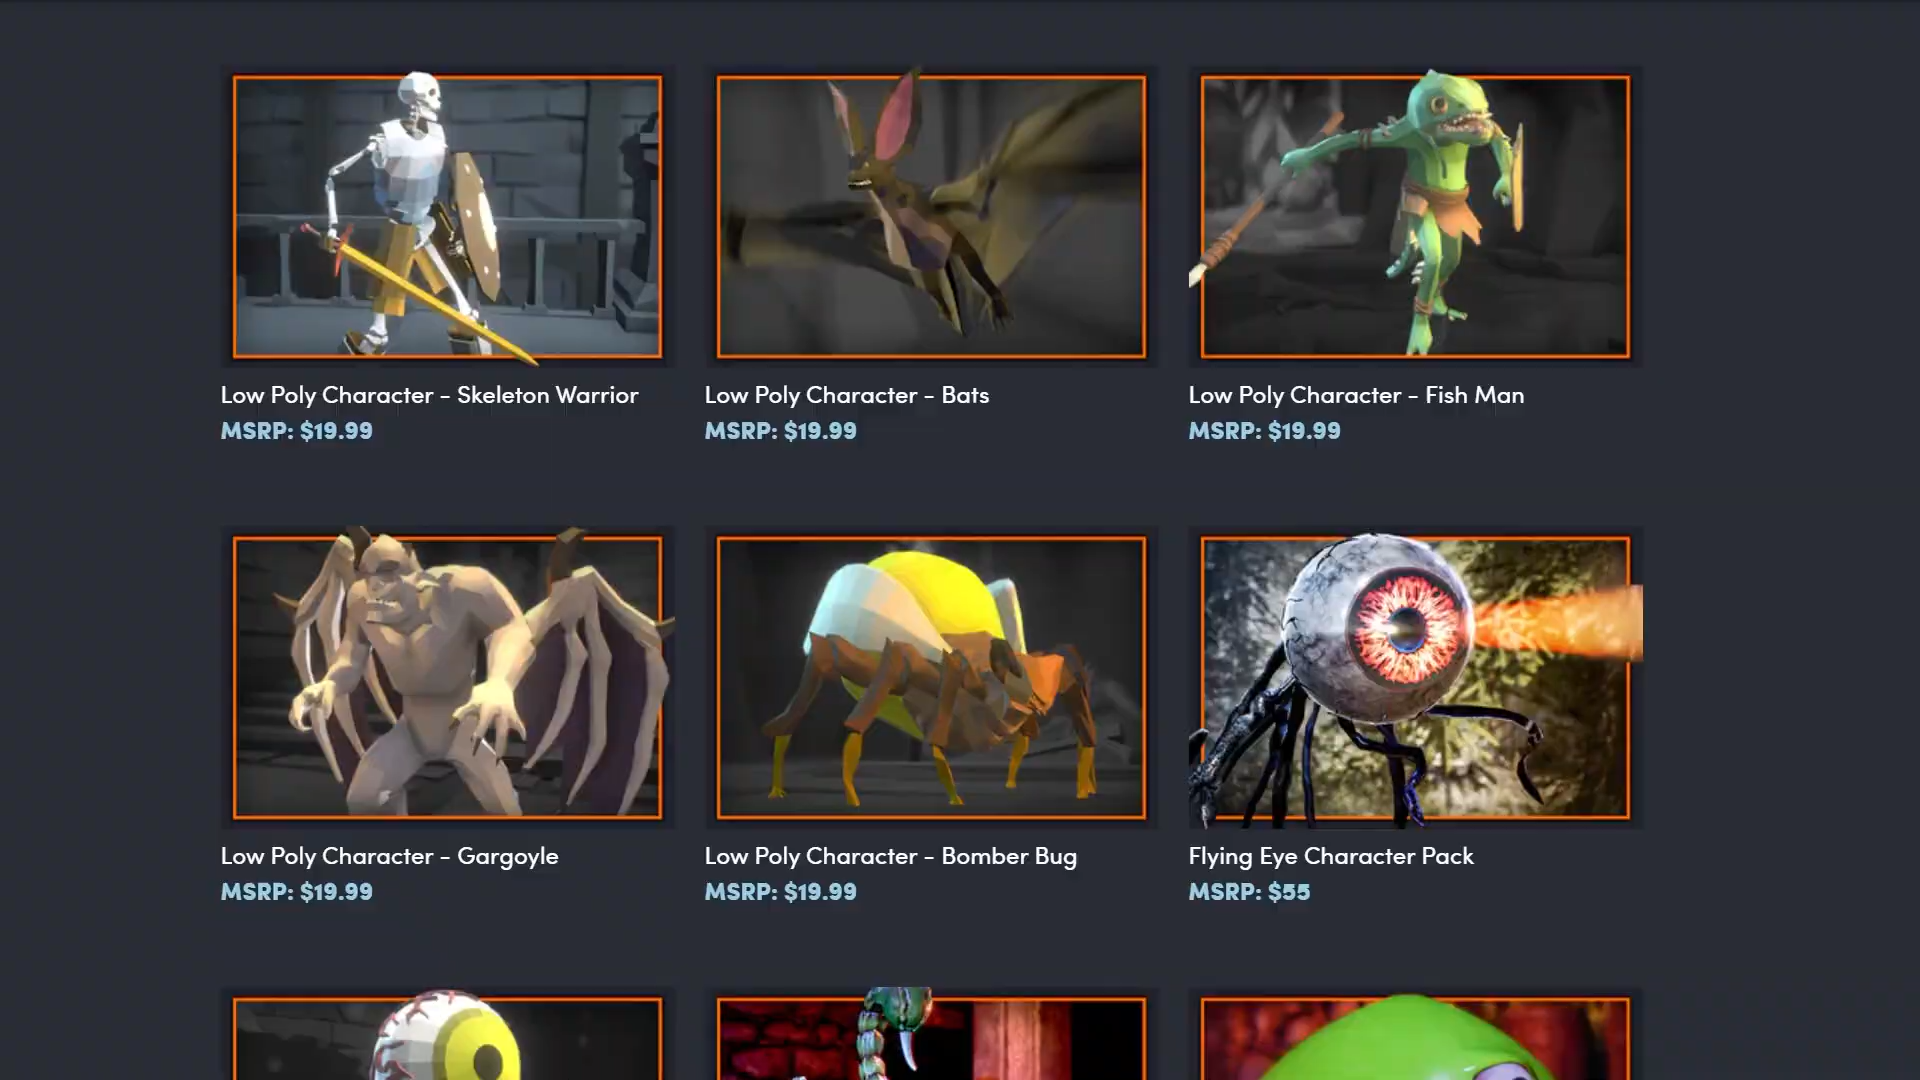 Low Poly Character - Skeleton Warrior
MSRP: $19.99
Low Poly Character - Bats
MSRP: $19.99
Low Poly Character - Fish Man
MSRP: $19.99
Low Poly Character - Gargoyle
MSRP: $19.99
Low Poly Character - Bomber Bug
MSRP: $19.99
Flying Eye Character Pack
MSRP: $55